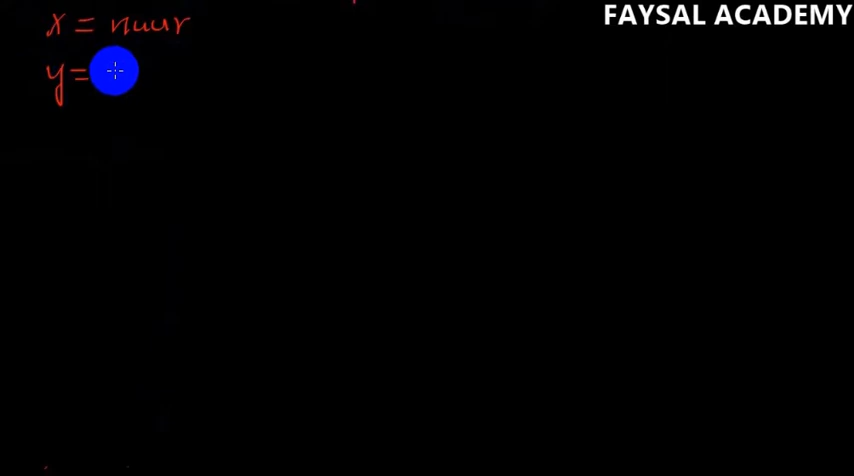 FAYSAL ACADEMY
x = nuur
y =